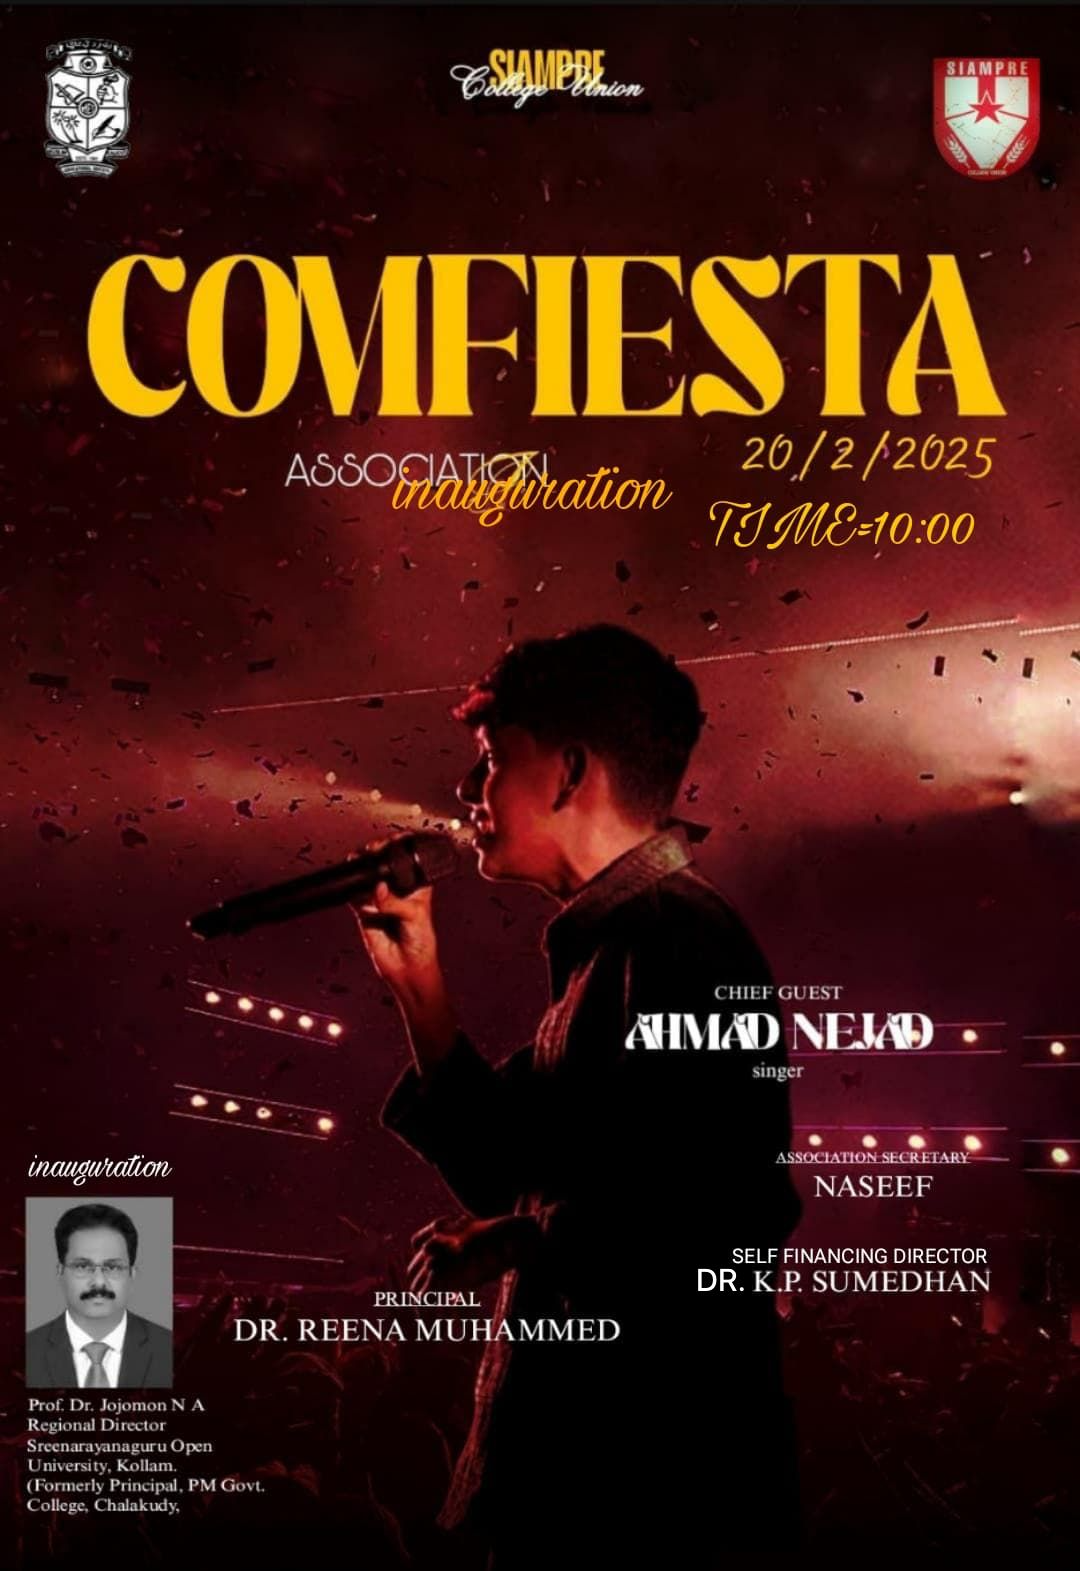 SIAMPRE
College Union
SIAMPRE
COLLEGE UNION
COMFIESTA
ASSOCIATION
inauguration
20/2/2025
TIME=10:00
CHIEF GUEST
AHMAD NEJAD
singer
ASSOCIATION SECRETARY
NASEEF
SELF FINANCING DIRECTOR
DR. K.P. SUMEDHAN
PRINCIPAL
DR. REENA MUHAMMED
inauguration
Prof. Dr. Jojomon N A
Regional Director
Sreenarayanaguru Open
University, Kollam.
(Formerly Principal, PM Govt.
College, Chalakudy,